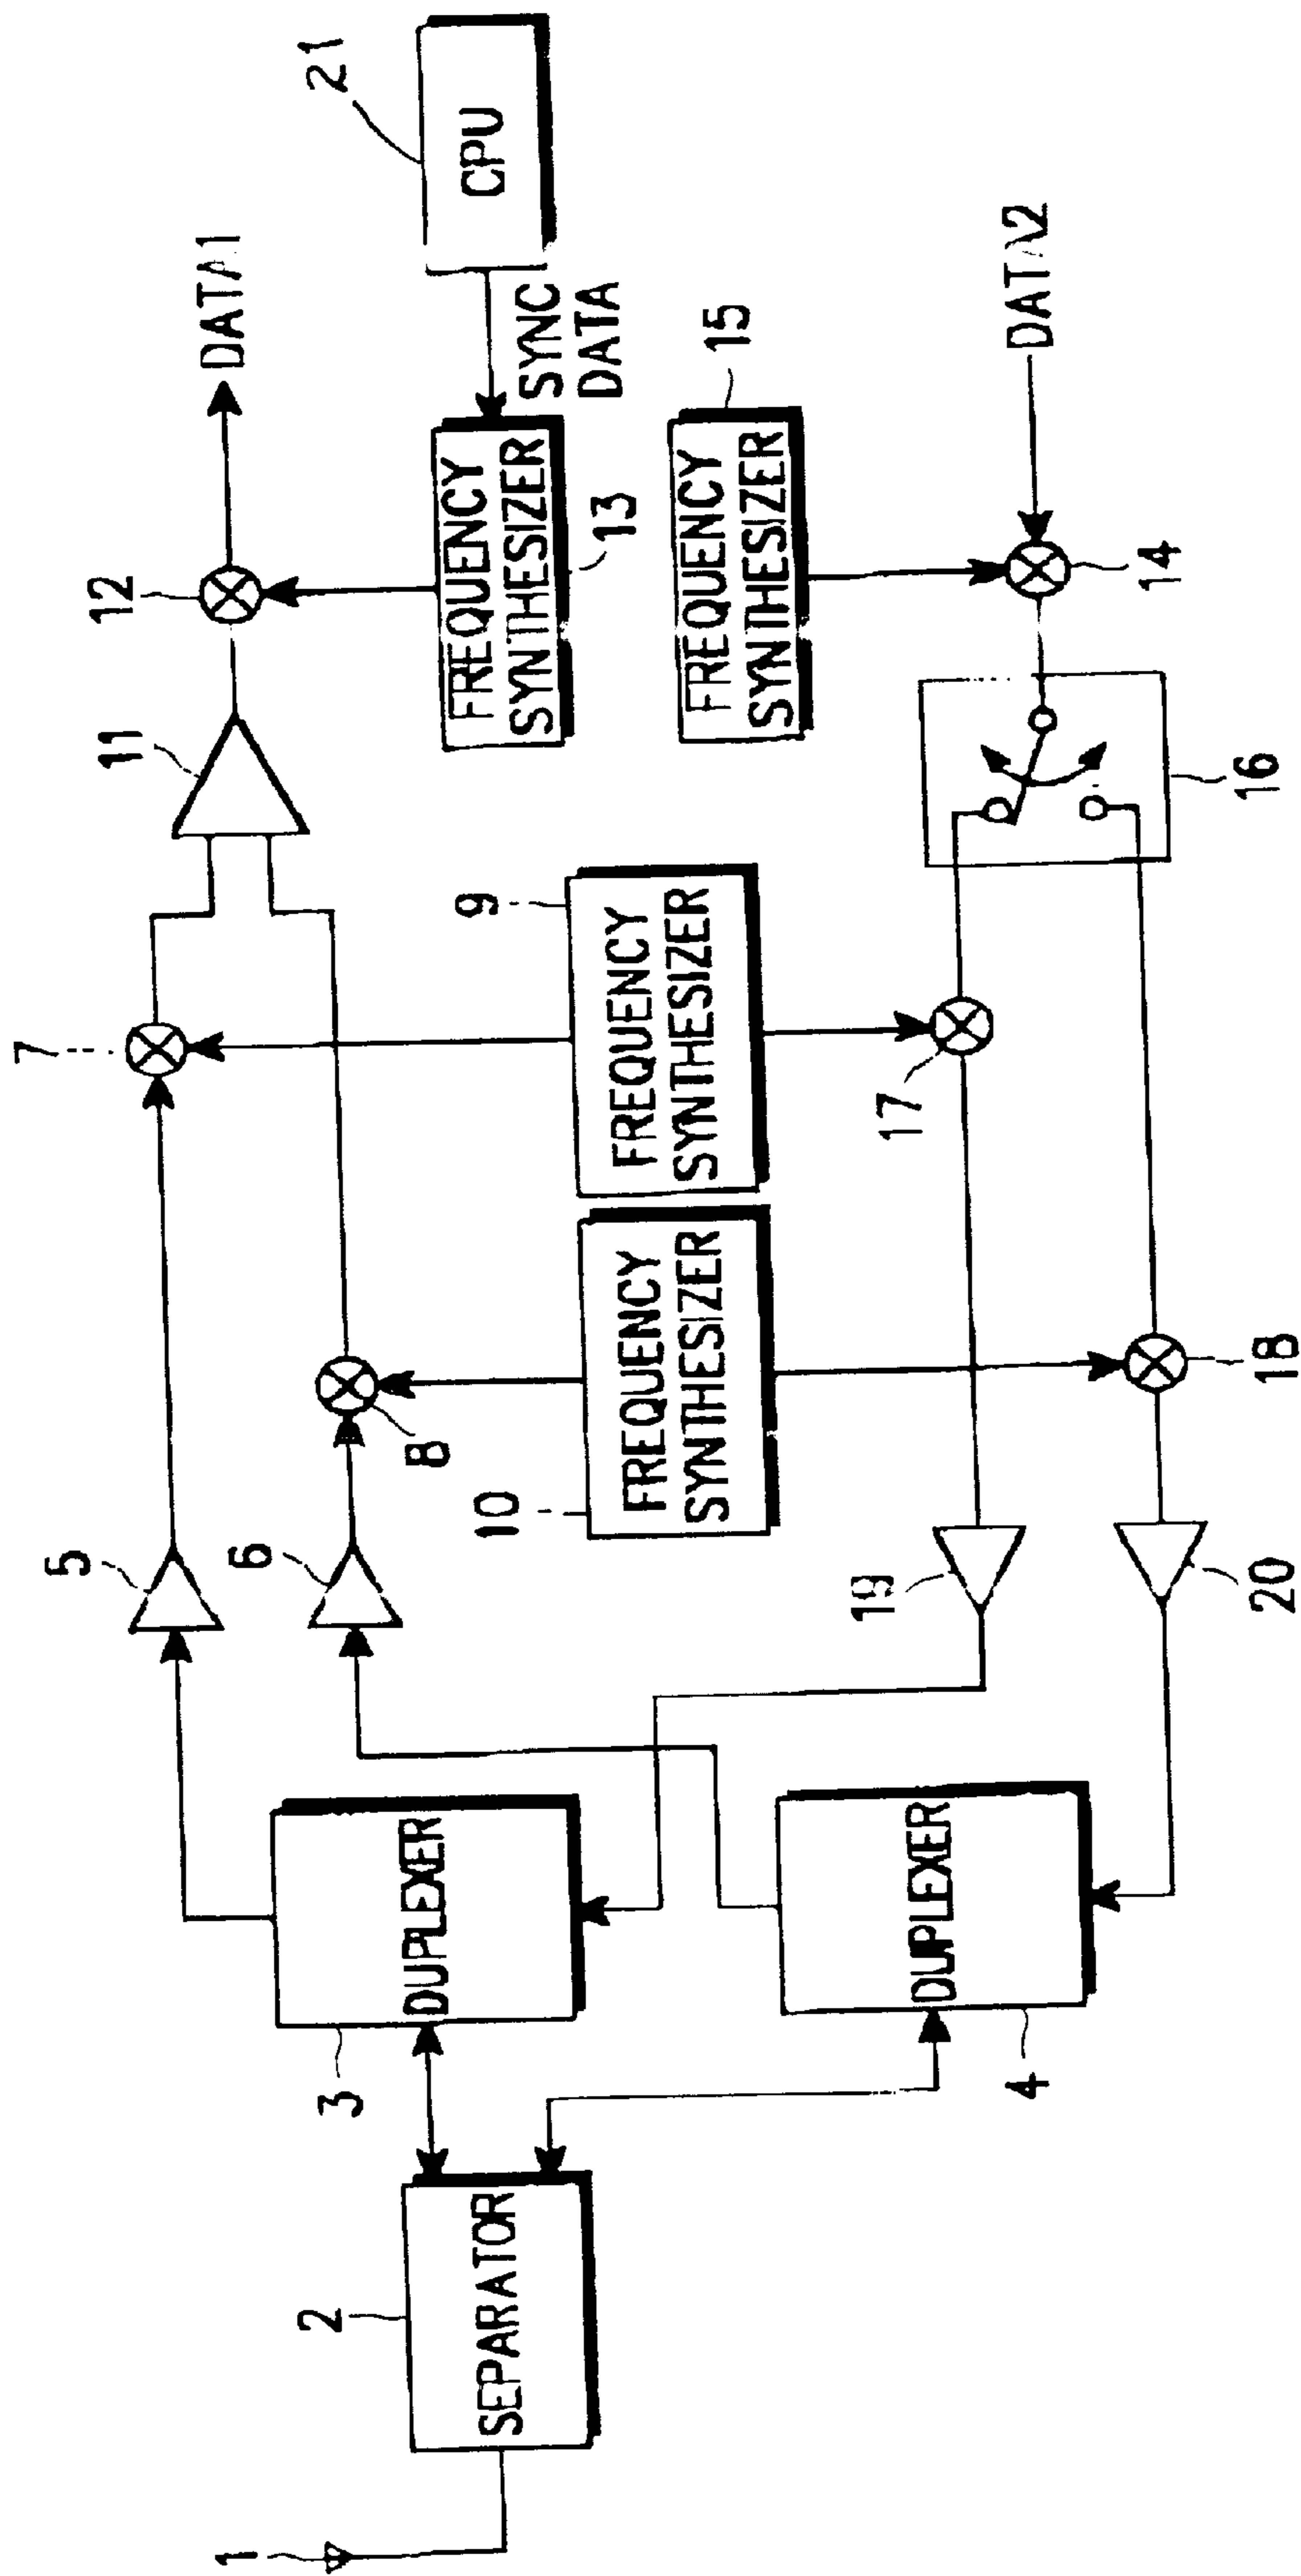 1
2
SEPARATOR
3
DUPLEXER
4
DUPLEXER
5
6
7
8
9
FREQUENCY
SYNTHESIZER
10
FREQUENCY
SYNTHESIZER
11
12
DATA1
FREQUENCY
SYNTHESIZER
13
SYNC
DATA
CPU
21
FREQUENCY
SYNTHESIZER
15
DATA2
14
16
17
18
19
20